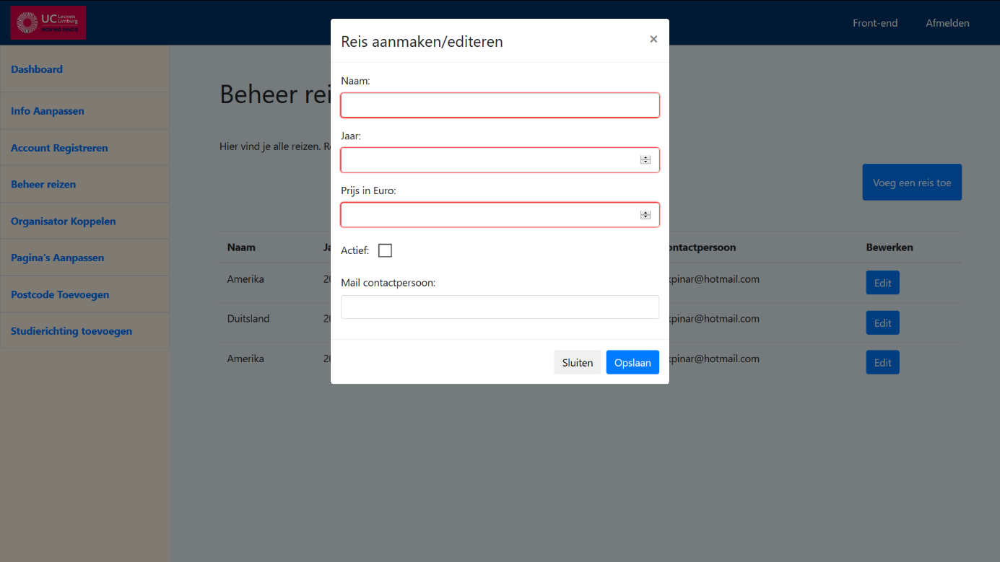 UC Leuven
Limburg
Front-end
Afmelden
Dashboard
Info Aanpassen
Account Registreren
Beheer reizen
Organisator Koppelen
Pagina's Aanpassen
Postcode Toevoegen
Studierichting toevoegen
Beheer rei
Hier vind je alle reizen. R
Voeg een reis toe
Naam Ja ontactpersoon Bewerken
Amerika 20 kpinar@hotmail.com Edit
Duitsland 20 kpinar@hotmail.com Edit
Amerika 20 kpinar@hotmail.com Edit
Reis aanmaken/editeren ×
Naam:
Jaar:
Prijs in Euro:
Actief:
Mail contactpersoon:
Sluiten Opslaan